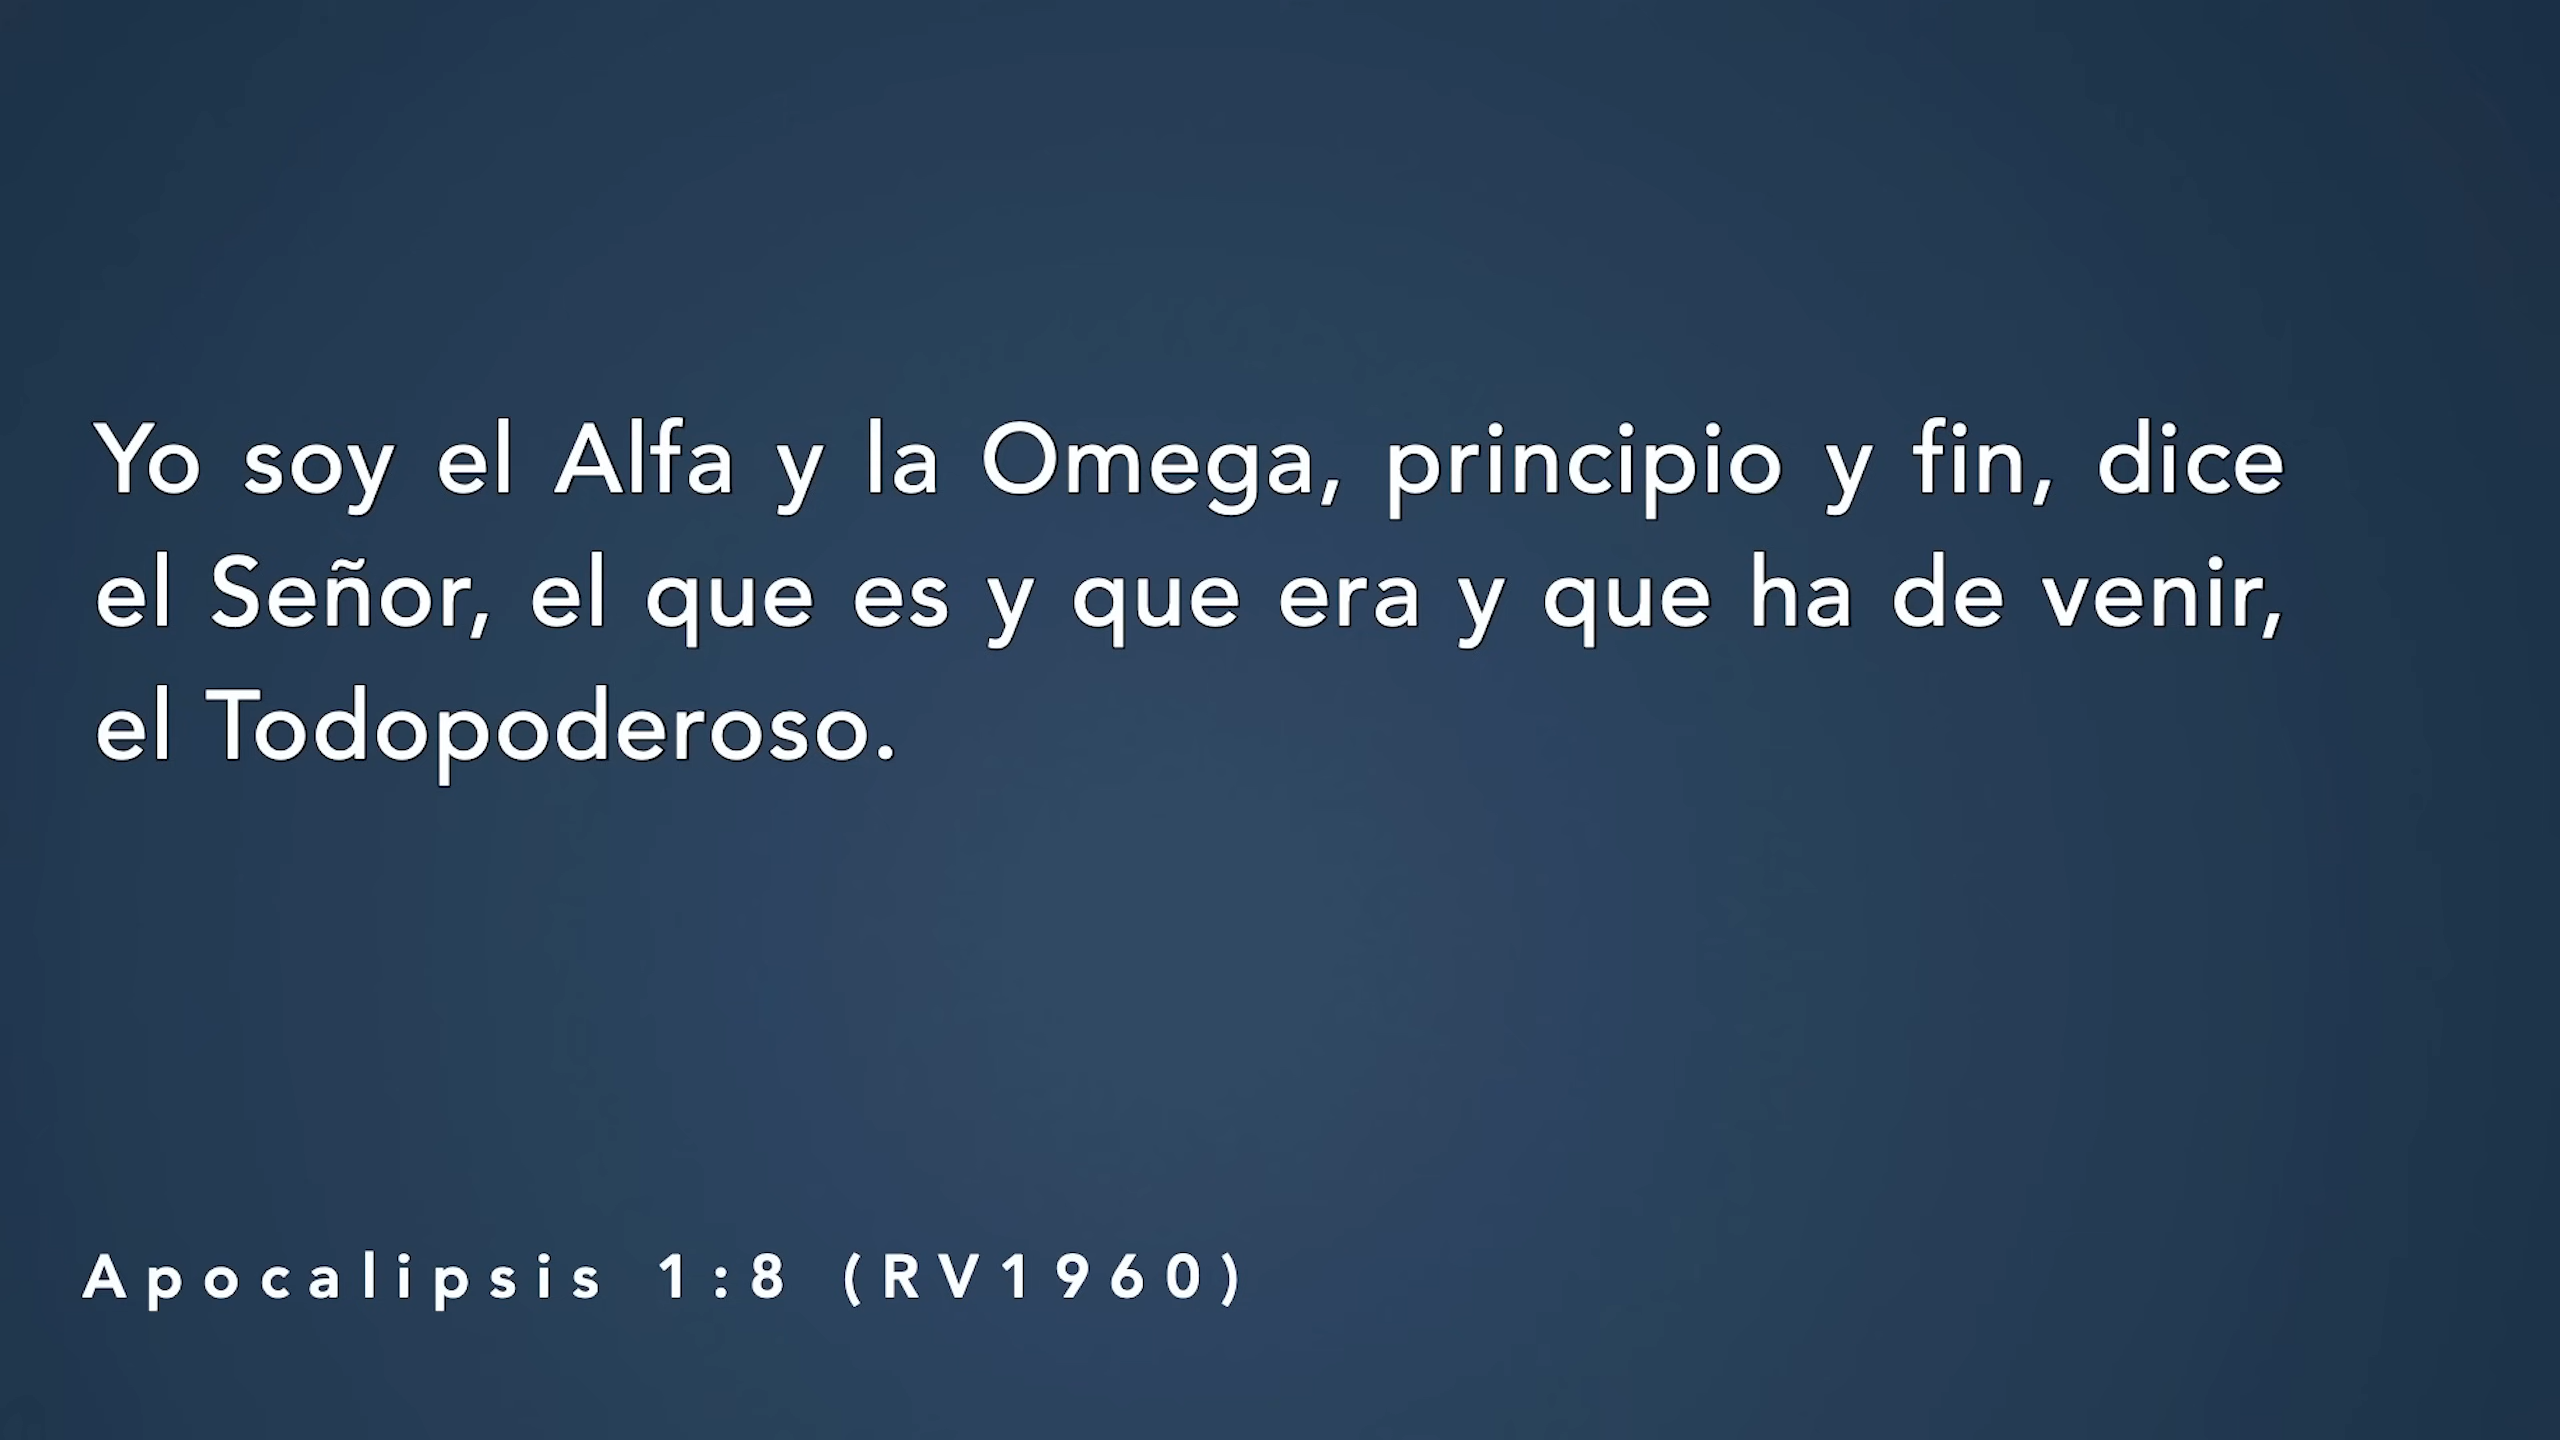 Yo soy el Alfa y la Omega, principio y fin, dice
el Señor, el que es y que era y que ha de venir,
el Todopoderoso.
Apocalipsis 1:8 (RV1960)